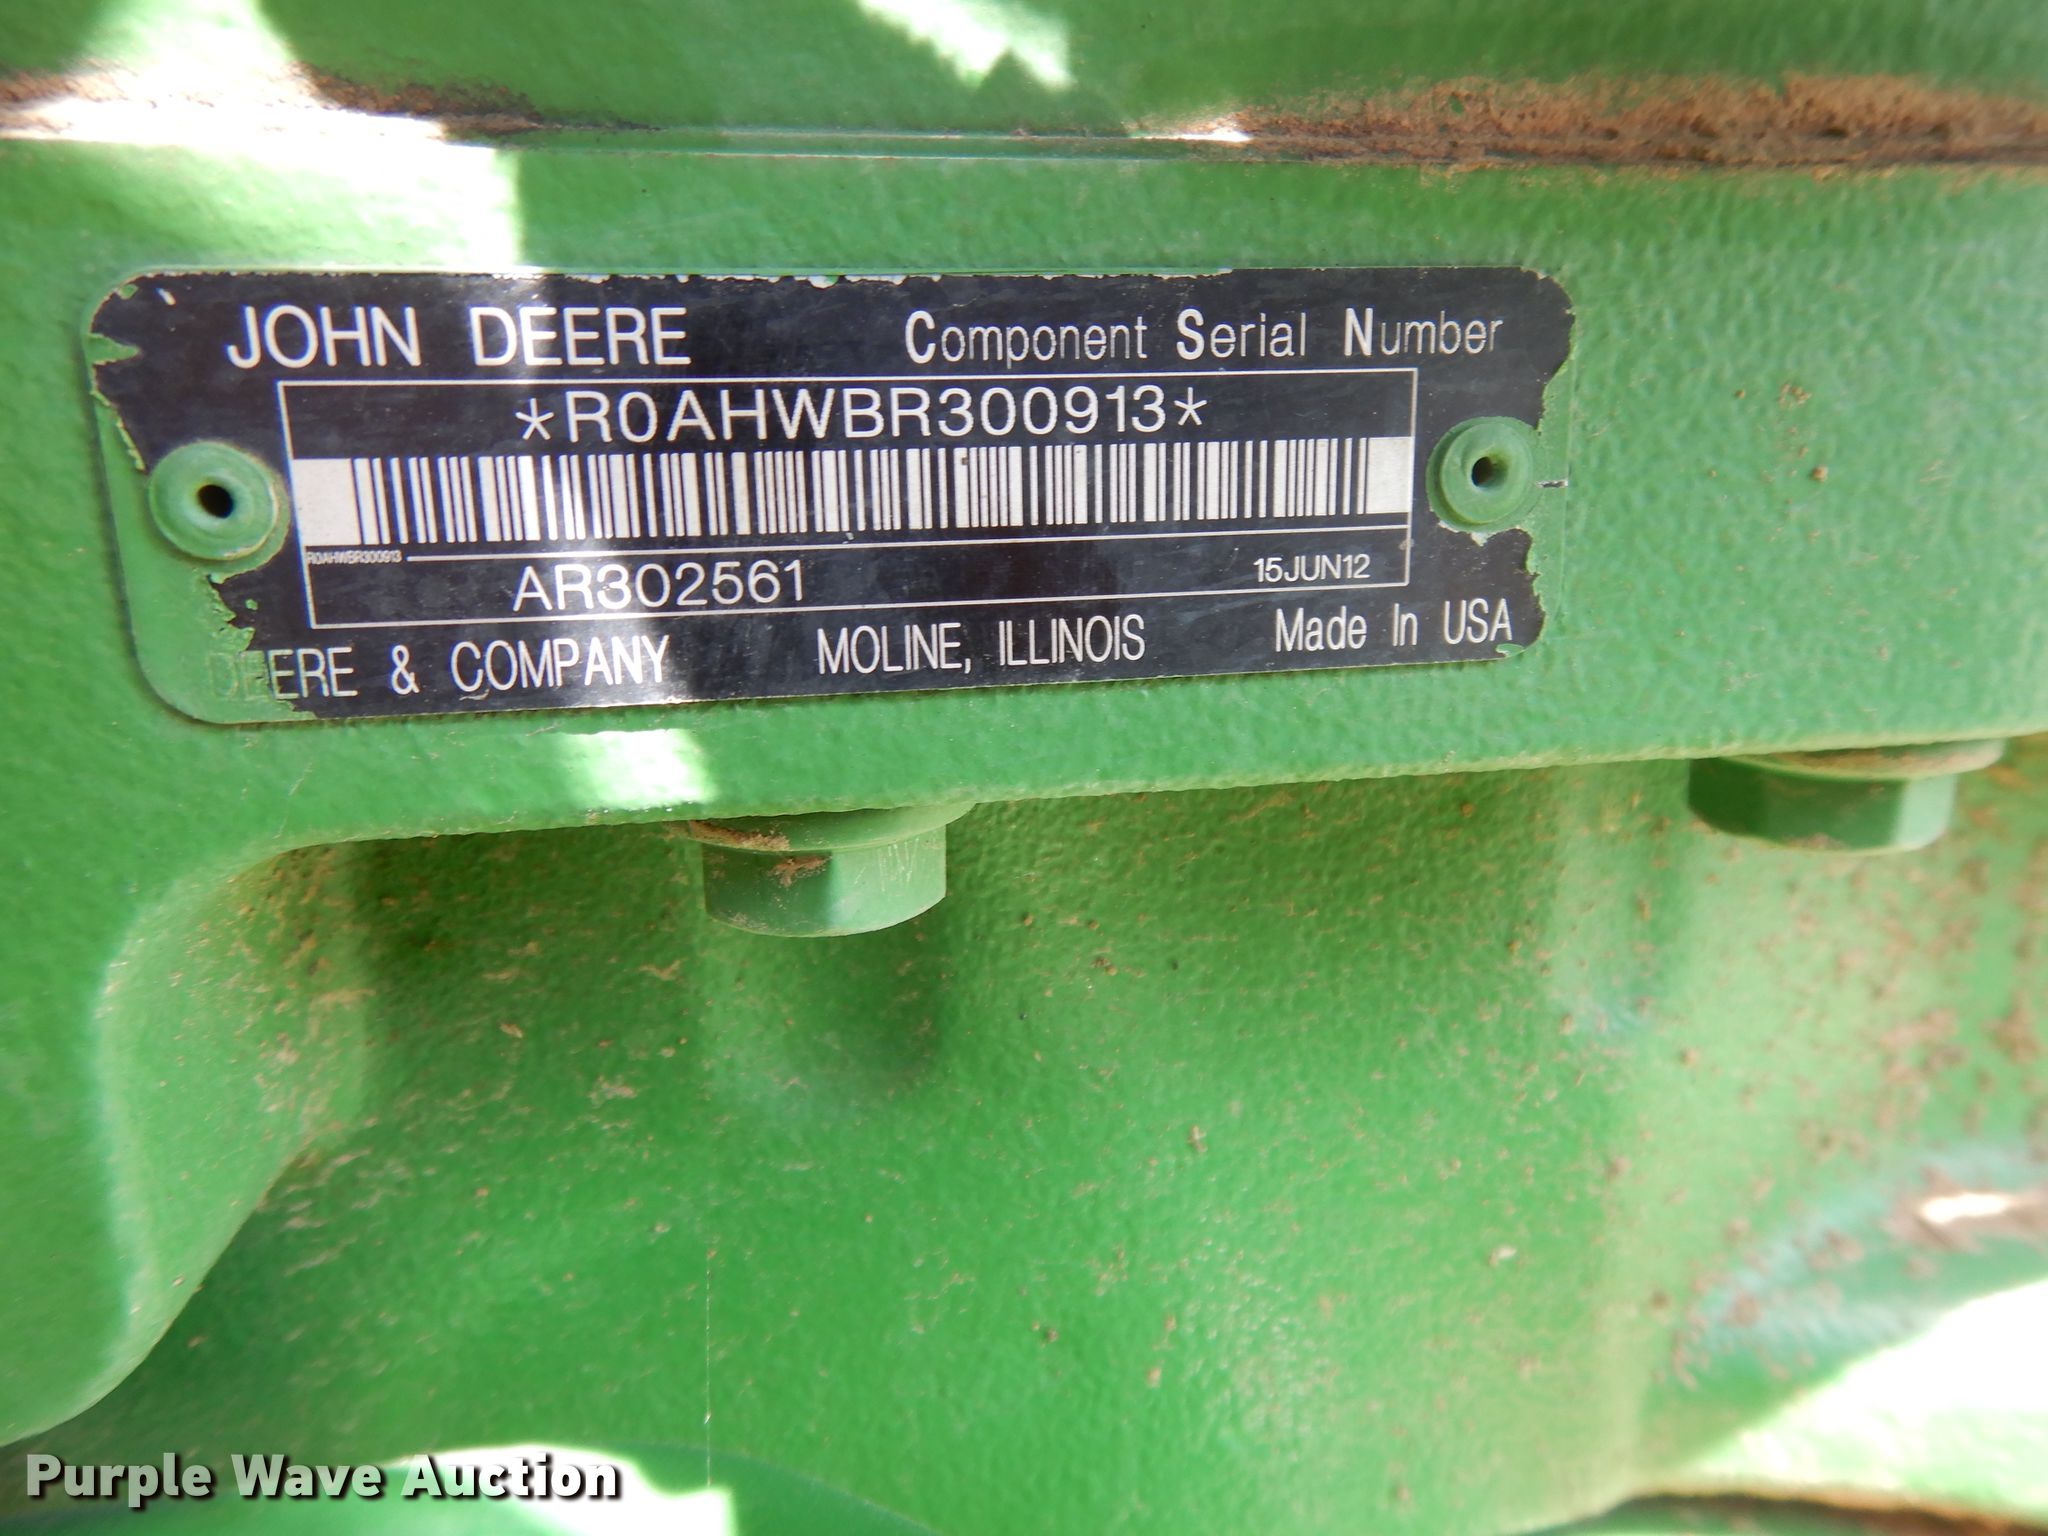 JOHN DEERE Component Serial Number
*R0AHWBR300913*
R0AHWBR300913
AR302561 15JUN12
DEERE & COMPANY MOLINE, ILLINOIS Made In USA
Purple Wave Auction